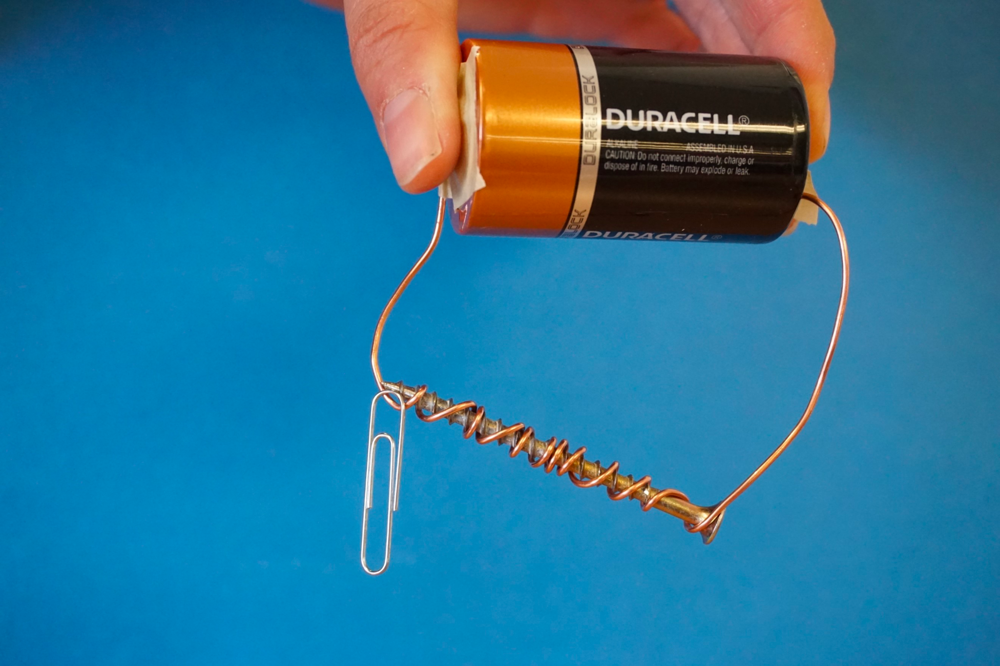 DURALOCK
DURACELL®
ALKALINE ASSEMBLED IN U.S.A
CAUTION: Do not connect improperly, charge or
dispose of in fire. Battery may explode or leak.
LOCK
DURACELL®